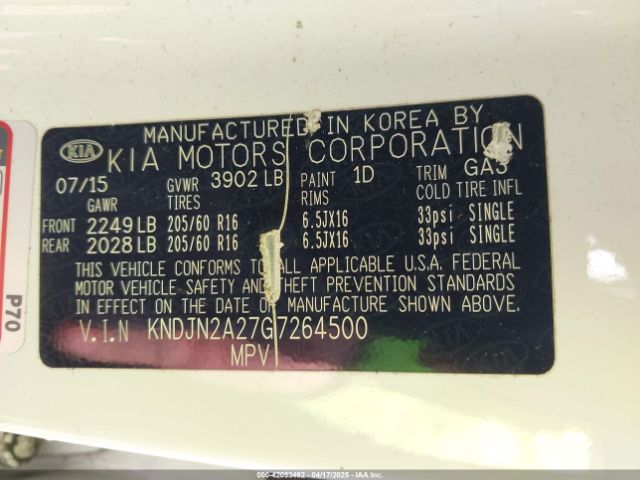 MANUFACTURED IN KOREA BY
KIA KIA MOTORS CORPORATION
07/15 GVWR 3902 LB PAINT 1D TRIM GA3
GAWR TIRES RIMS COLD TIRE INFL
FRONT 2249 LB 205/60 R16 6.5JX16 33psi SINGLE
REAR 2028 LB 205/60 R16 6.5JX16 33psi SINGLE
THIS VEHICLE CONFORMS TO ALL APPLICABLE U.S.A. FEDERAL
MOTOR VEHICLE SAFETY AND THEFT PREVENTION STANDARDS
IN EFFECT ON THE DATE OF MANUFACTURE SHOWN ABOVE.
V.I.N KNDJN2A27G7264500
MPV
P70
000-42053462 - 04/17/2025 - IAA, Inc.